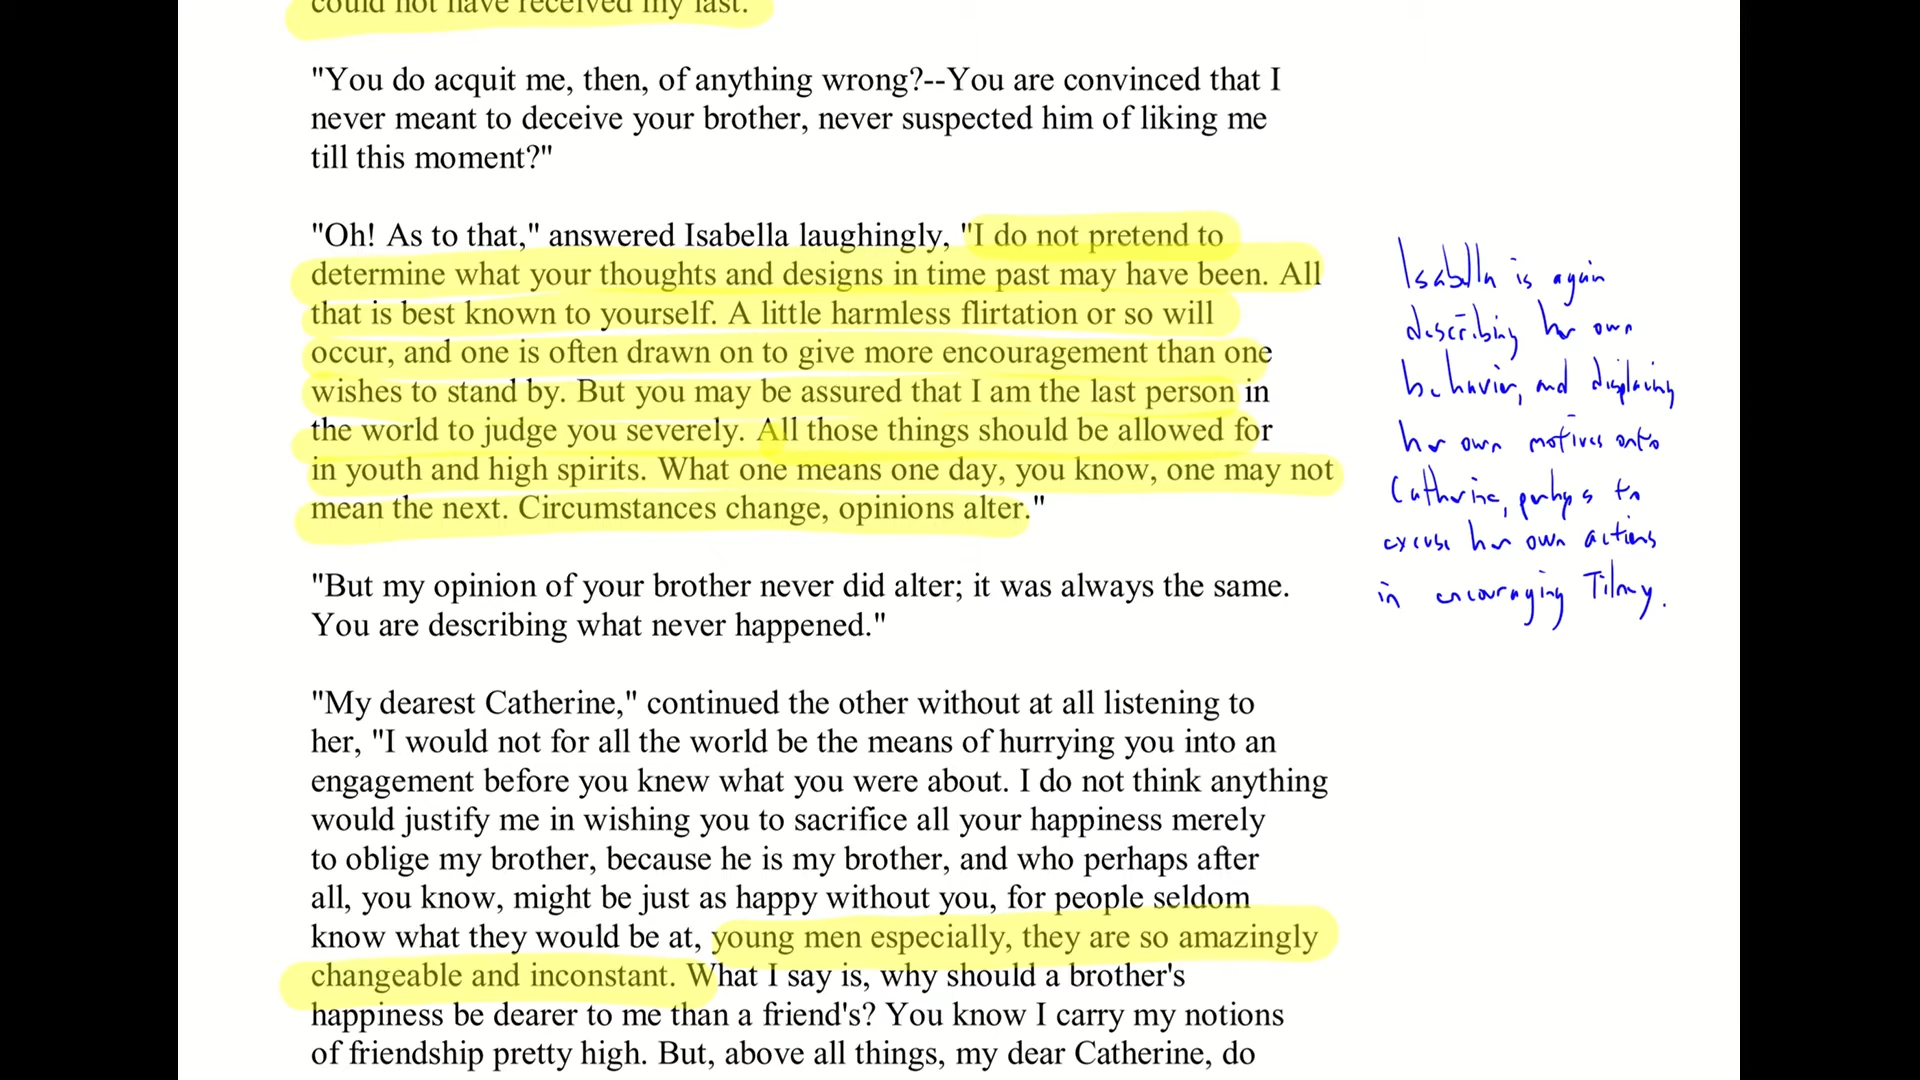 could not have received my last.
"You do acquit me, then, of anything wrong?--You are convinced that I
never meant to deceive your brother, never suspected him of liking me
till this moment?"
"Oh! As to that," answered Isabella laughingly, "I do not pretend to
determine what your thoughts and designs in time past may have been. All
that is best known to yourself. A little harmless flirtation or so will
occur, and one is often drawn on to give more encouragement than one
wishes to stand by. But you may be assured that I am the last person in
the world to judge you severely. All those things should be allowed for
in youth and high spirits. What one means one day, you know, one may not
mean the next. Circumstances change, opinions alter."
"But my opinion of your brother never did alter; it was always the same.
You are describing what never happened."
"My dearest Catherine," continued the other without at all listening to
her, "I would not for all the world be the means of hurrying you into an
engagement before you knew what you were about. I do not think anything
would justify me in wishing you to sacrifice all your happiness merely
to oblige my brother, because he is my brother, and who perhaps after
all, you know, might be just as happy without you, for people seldom
know what they would be at, young men especially, they are so amazingly
changeable and inconstant. What I say is, why should a brother's
happiness be dearer to me than a friend's? You know I carry my notions
of friendship pretty high. But, above all things, my dear Catherine, do
Isabella is again
describing her own
behavior, and displacing
her own motives onto
Catherine, perhaps to
excuse her own actions
in encouraging Tilney.